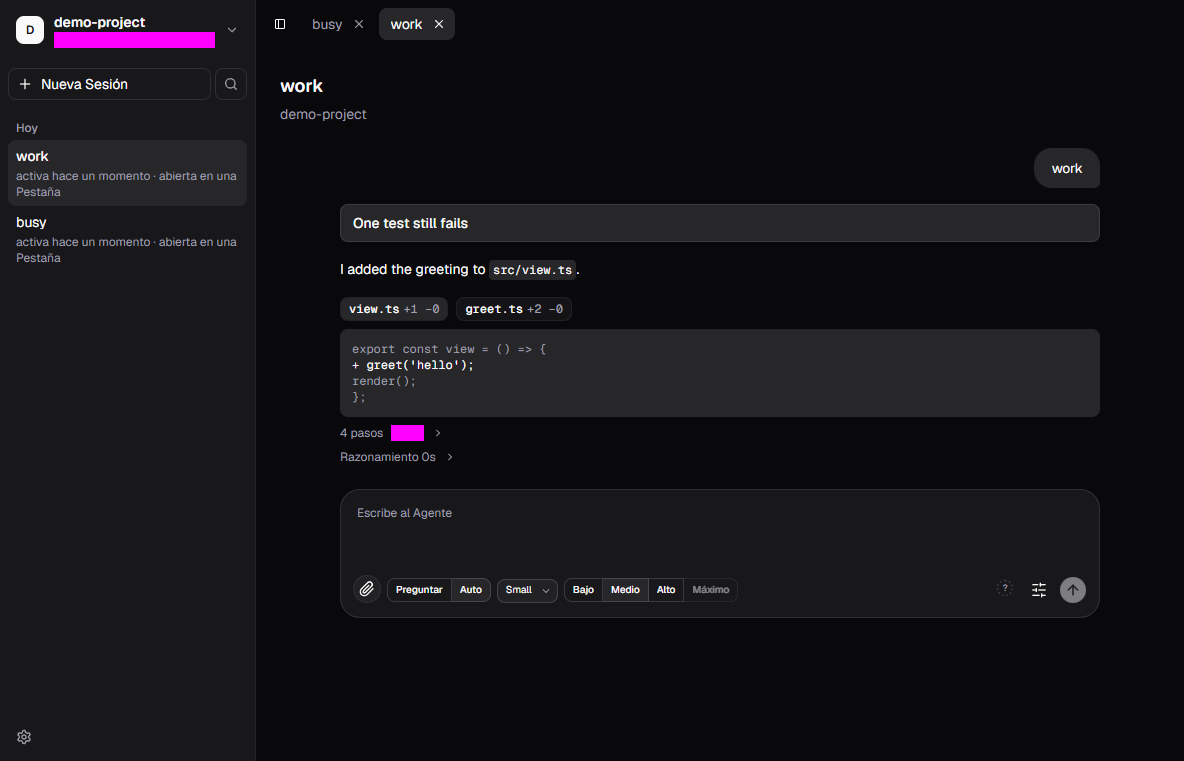 D
demo-project
busy
work
Nueva Sesión
Hoy
work
activa hace un momento · abierta en una
Pestaña
busy
activa hace un momento · abierta en una
Pestaña
work
demo-project
work
One test still fails
I added the greeting to src/view.ts.
view.ts +1 −0 greet.ts +2 −0
export const view = () => {
+ greet('hello');
render();
};
4 pasos
Razonamiento 0s
Escribe al Agente
Preguntar Auto Small Bajo Medio Alto Máximo ?